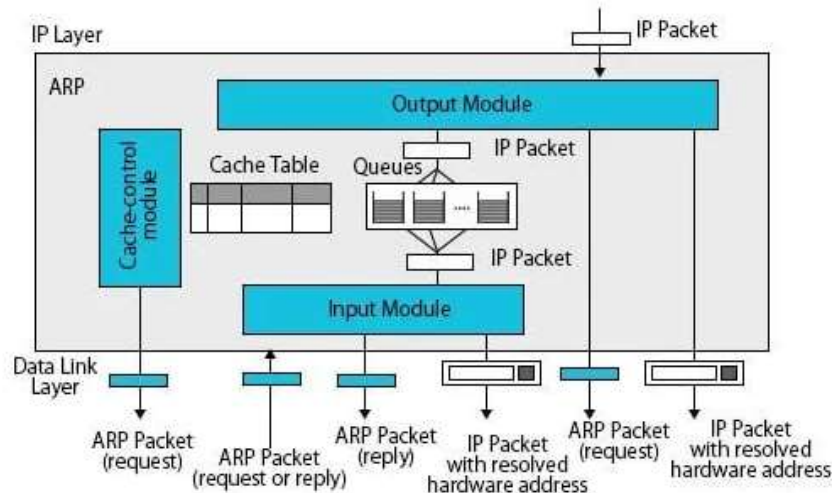 IP Layer
IP Packet
ARP
Output Module
Cache-control
module
Cache Table
Queues
IP Packet
....
IP Packet
Input Module
Data Link
Layer
ARP Packet
(request)
ARP Packet
(request or reply)
ARP Packet
(reply)
IP Packet
with resolved
hardware address
ARP Packet
(request)
IP Packet
with resolved
hardware address